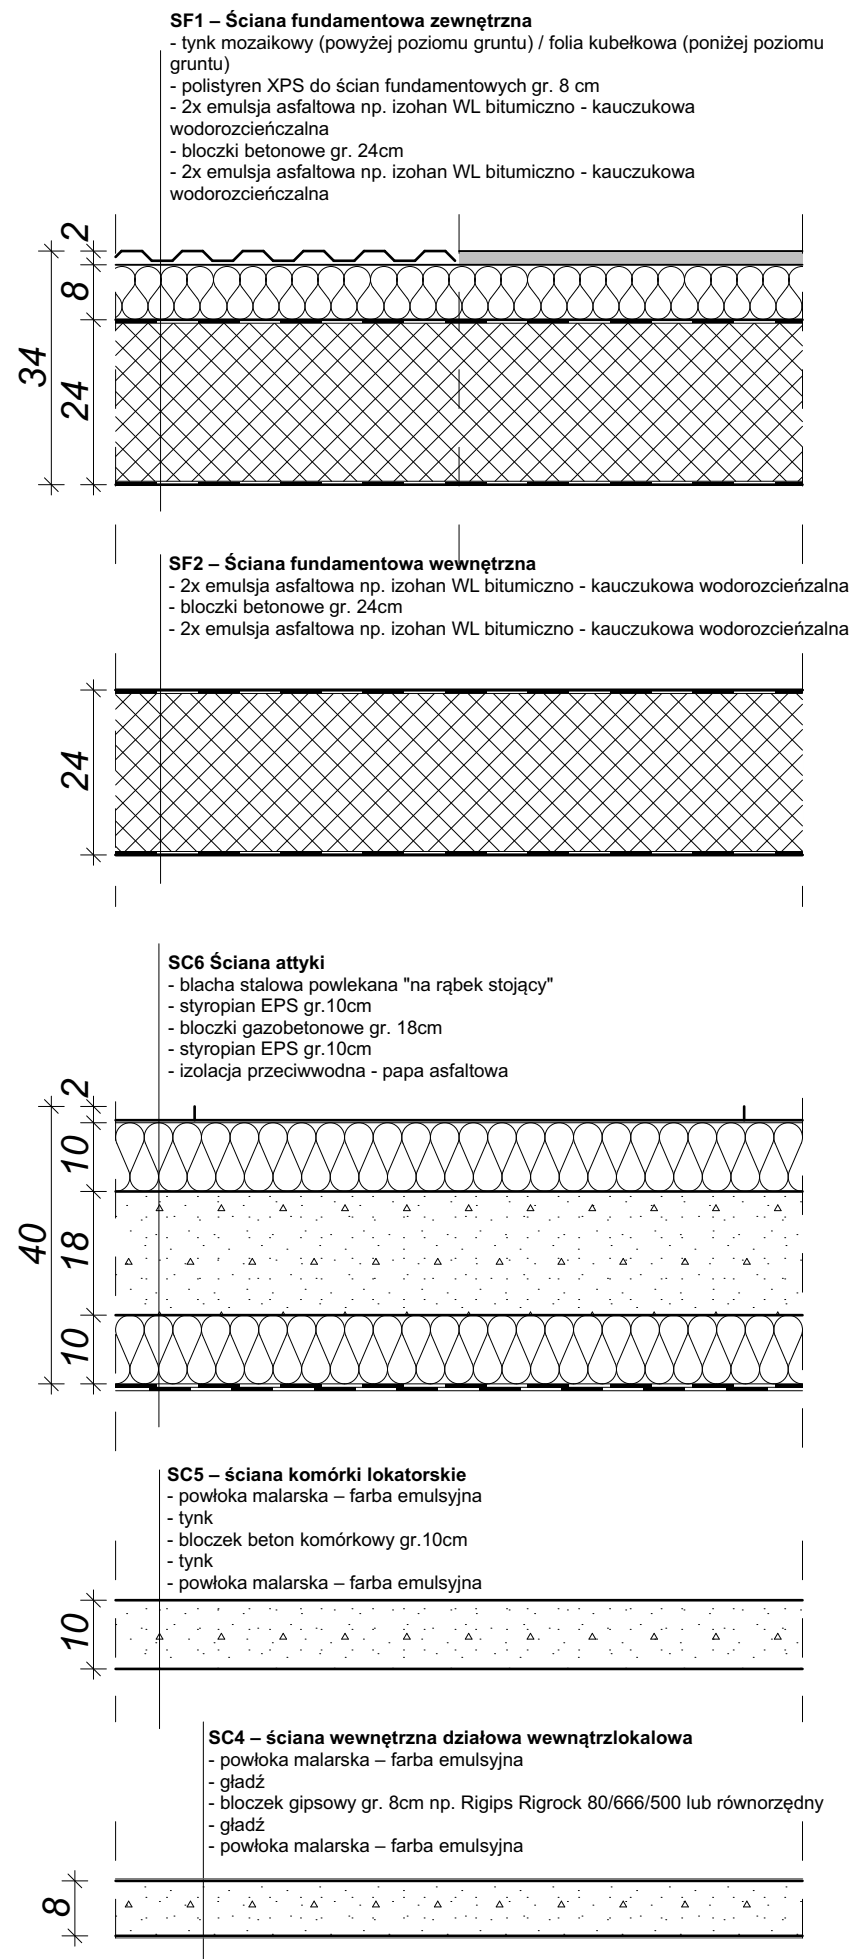 SF1 – Ściana fundamentowa zewnętrzna
- tynk mozaikowy (powyżej poziomu gruntu) / folia kubełkowa (poniżej poziomu
gruntu)
- polistyren XPS do ścian fundamentowych gr. 8 cm
- 2x emulsja asfaltowa np. izohan WL bitumiczno - kauczukowa
wodorozcieńczalna
- bloczki betonowe gr. 24cm
- 2x emulsja asfaltowa np. izohan WL bitumiczno - kauczukowa
wodorozcieńczalna
2
8
34
24
SF2 – Ściana fundamentowa wewnętrzna
- 2x emulsja asfaltowa np. izohan WL bitumiczno - kauczukowa wodorozcieńzalna
- bloczki betonowe gr. 24cm
- 2x emulsja asfaltowa np. izohan WL bitumiczno - kauczukowa wodorozcieńzalna
24
SC6 Ściana attyki
- blacha stalowa powlekana "na rąbek stojący"
- styropian EPS gr.10cm
- bloczki gazobetonowe gr. 18cm
- styropian EPS gr.10cm
- izolacja przeciwwodna - papa asfaltowa
2
10
40
18
10
SC5 – ściana komórki lokatorskie
- powłoka malarska – farba emulsyjna
- tynk
- bloczek beton komórkowy gr.10cm
- tynk
- powłoka malarska – farba emulsyjna
10
SC4 – ściana wewnętrzna działowa wewnątrzlokalowa
- powłoka malarska – farba emulsyjna
- gładź
- bloczek gipsowy gr. 8cm np. Rigips Rigrock 80/666/500 lub równorzędny
- gładź
- powłoka malarska – farba emulsyjna
8